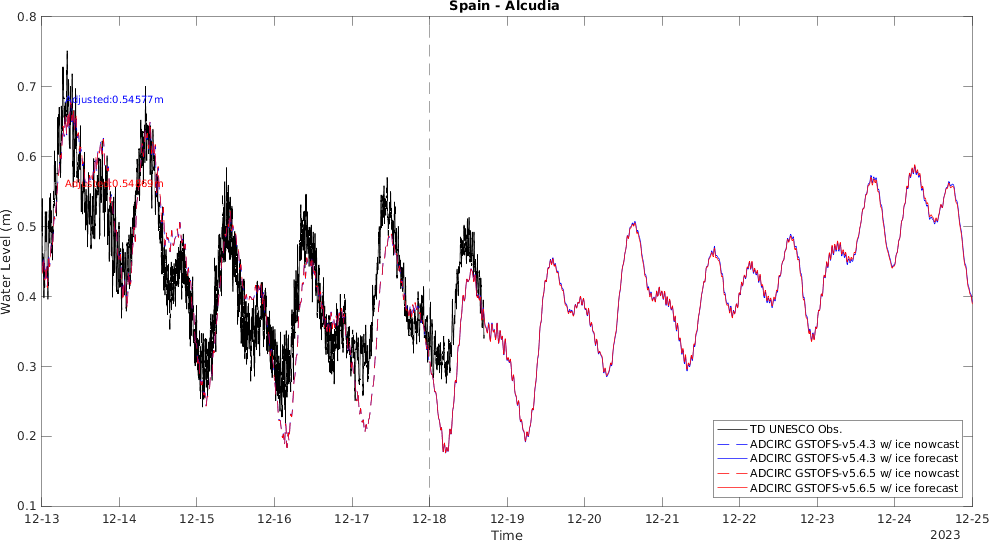 Spain - Alcudia
0.8
0.7
0.6
0.5
0.4
0.3
0.2
0.1
Water Level (m)
Adjusted:0.54577m
12-13
12-14
12-15
12-16
12-17
12-18
12-19
12-20
12-21
12-22
12-23
12-24
12-25
Time
2023
TD UNESCO Obs.
ADCIRC GSTOFS-v5.4.3 w/ ice nowcast
ADCIRC GSTOFS-v5.4.3 w/ ice forecast
ADCIRC GSTOFS-v5.6.5 w/ ice nowcast
ADCIRC GSTOFS-v5.6.5 w/ ice forecast